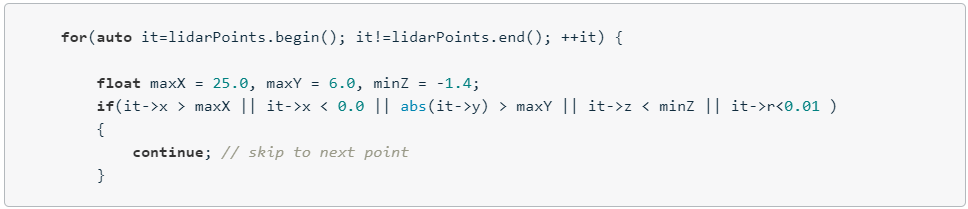 for(auto it=lidarPoints.begin(); it!=lidarPoints.end(); ++it) {
float maxX = 25.0, maxY = 6.0, minZ = -1.4;
if(it->x > maxX || it->x < 0.0 || abs(it->y) > maxY || it->z < minZ || it->r<0.01 )
{
continue; // skip to next point
}